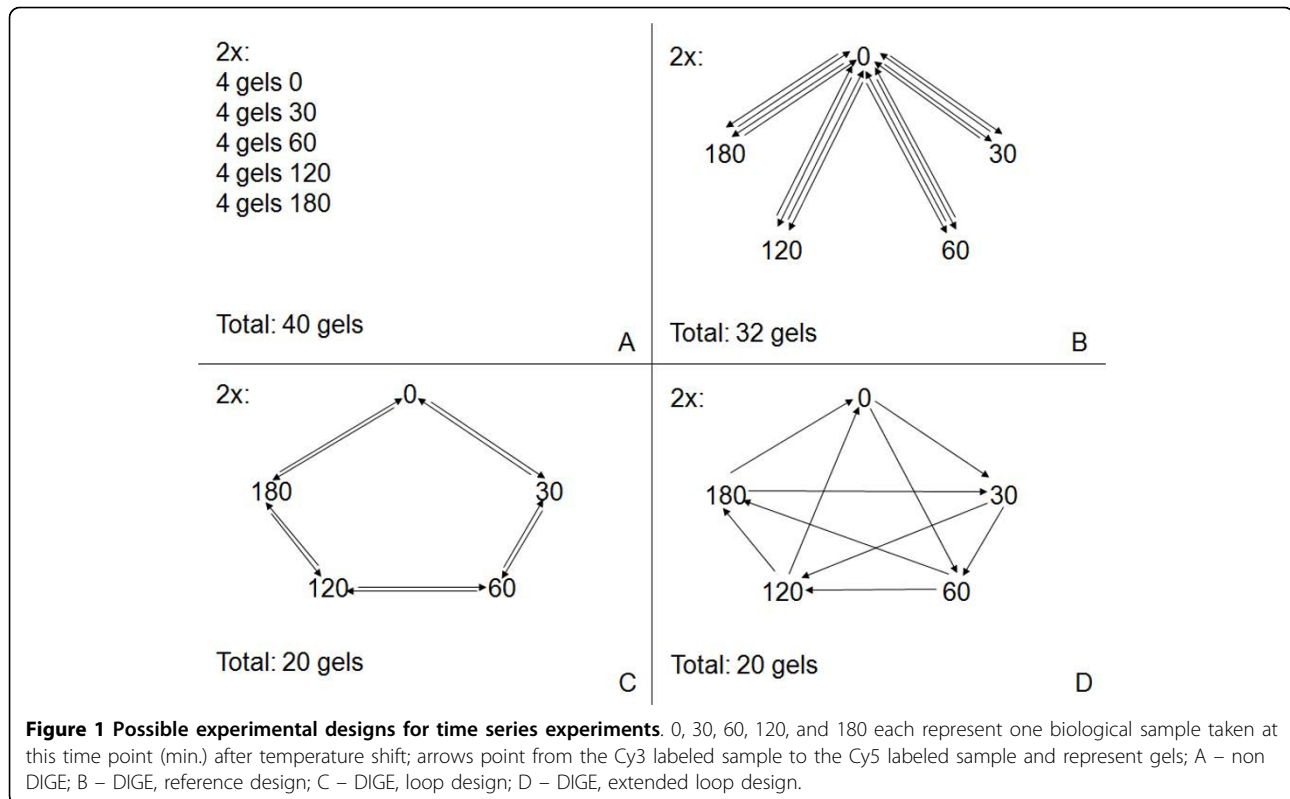 2x:
4 gels 0
4 gels 30
4 gels 60
4 gels 120
4 gels 180
Total: 40 gels
A
2x:
0
180
30
120
60
Total: 32 gels
B
2x:
0
180
30
120
60
Total: 20 gels
C
2x:
0
180
30
120
60
Total: 20 gels
D
Figure 1 Possible experimental designs for time series experiments. 0, 30, 60, 120, and 180 each represent one biological sample taken at
this time point (min.) after temperature shift; arrows point from the Cy3 labeled sample to the Cy5 labeled sample and represent gels; A – non
DIGE; B – DIGE, reference design; C – DIGE, loop design; D – DIGE, extended loop design.